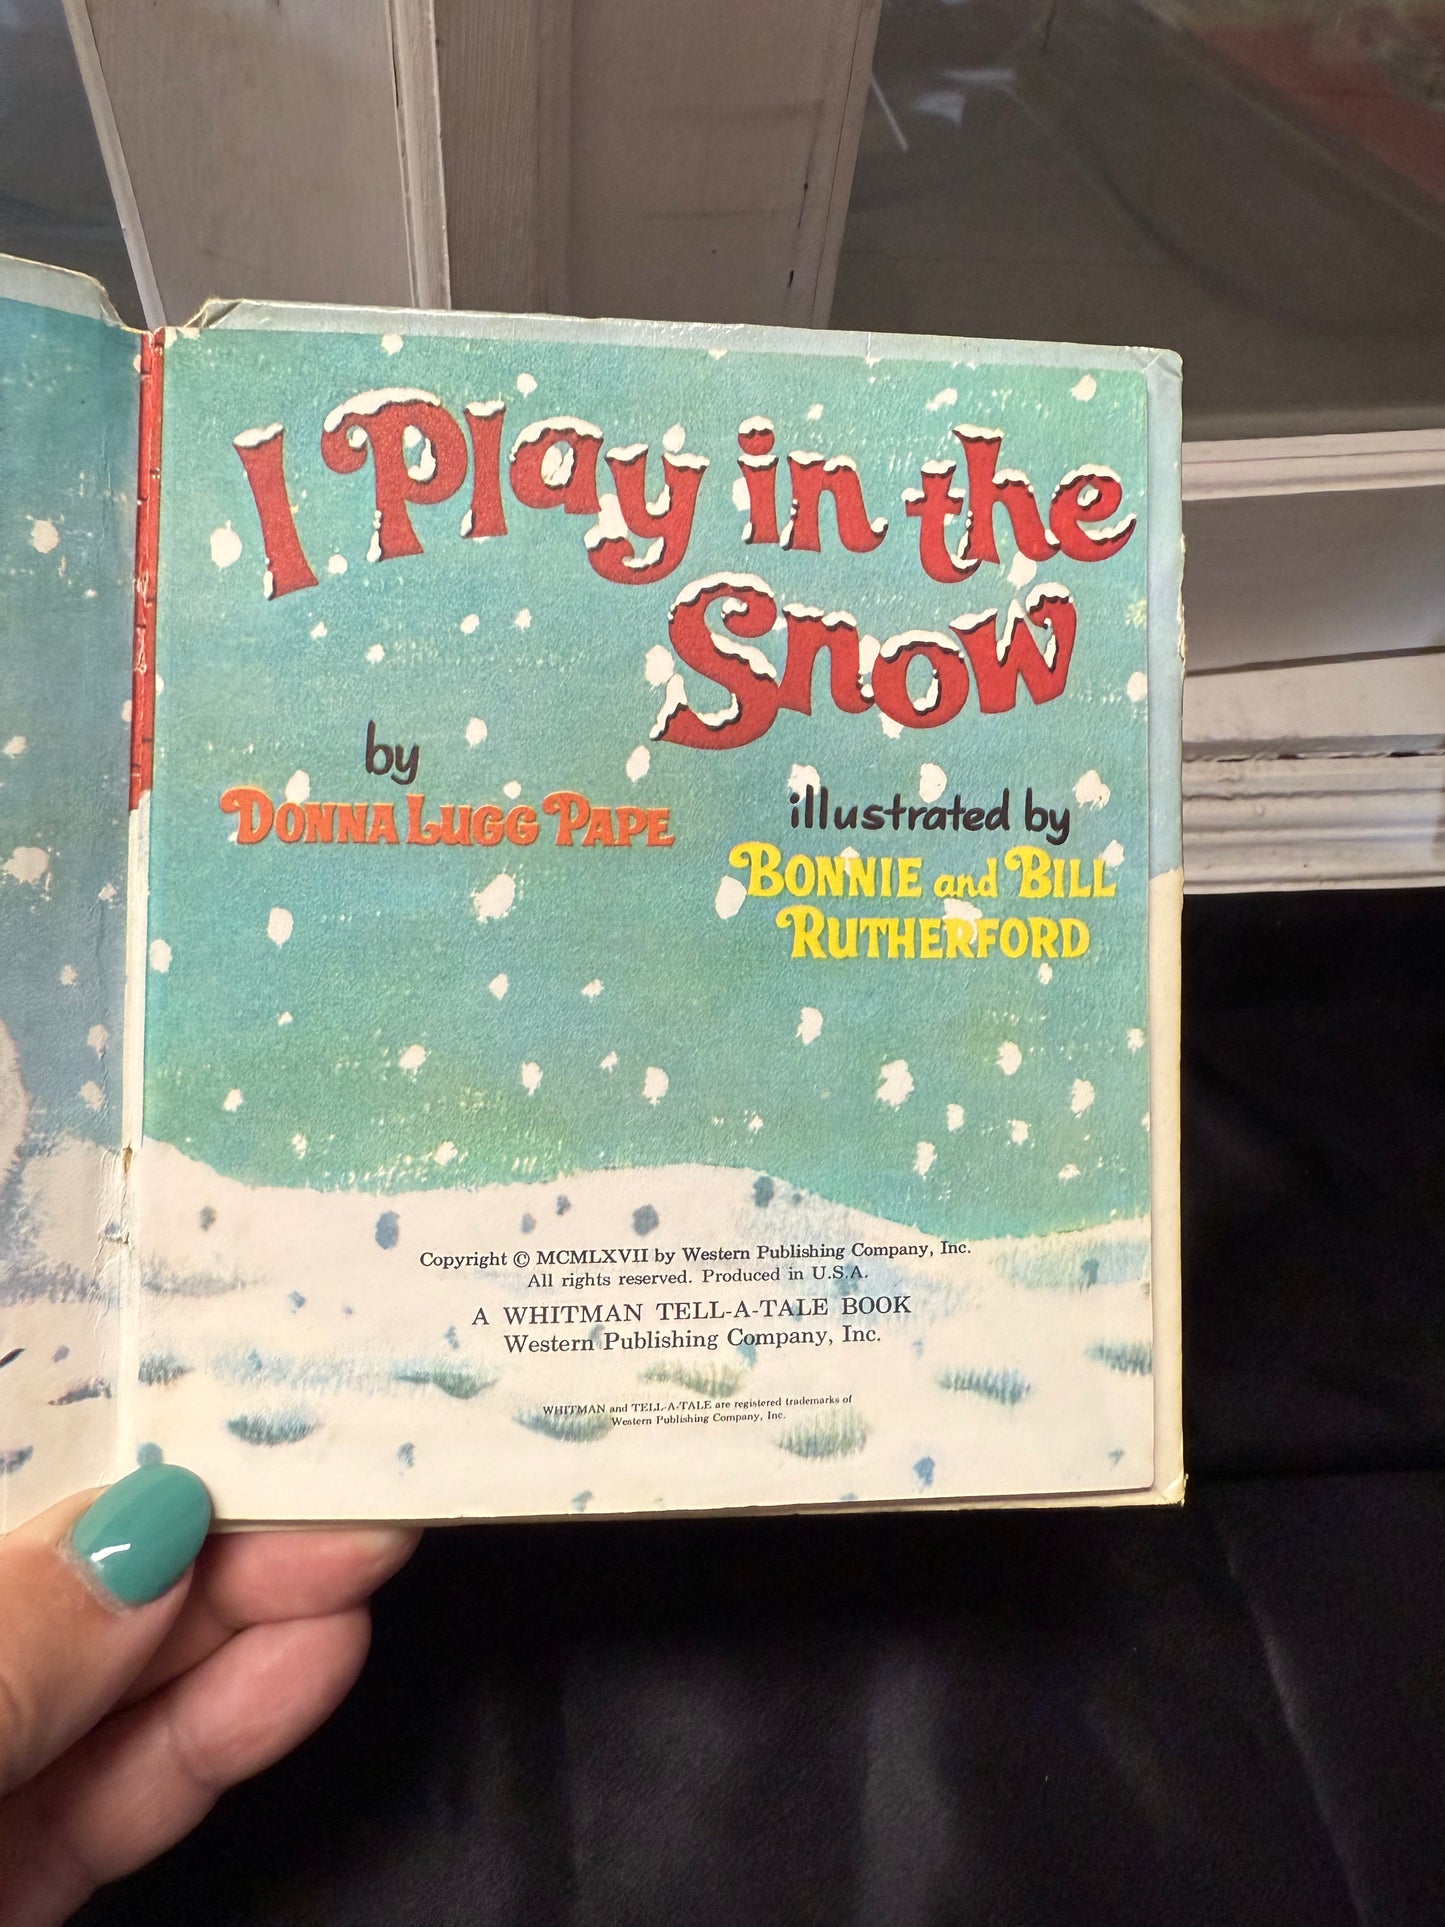 I Play in the
Snow
by
DONNA LUGG PAPE
illustrated by
BONNIE and BILL
RUTHERFORD
Copyright © MCMLXVII by Western Publishing Company, Inc.
All rights reserved. Produced in U.S.A.
A WHITMAN TELL-A-TALE BOOK
Western Publishing Company, Inc.
WHITMAN and TELL-A-TALE are registered trademarks of
Western Publishing Company, Inc.